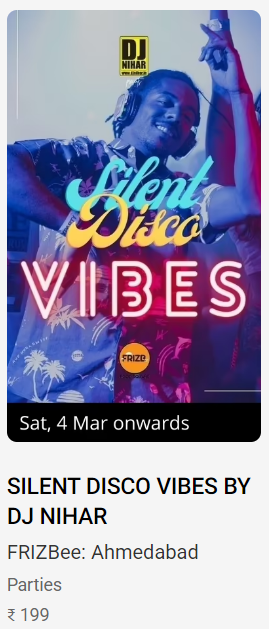 DJ
NIHAR
Silent
Disco
VIBES
FRIZB
Sat, 4 Mar onwards
SILENT DISCO VIBES BY
DJ NIHAR
FRIZBee: Ahmedabad
Parties
₹ 199